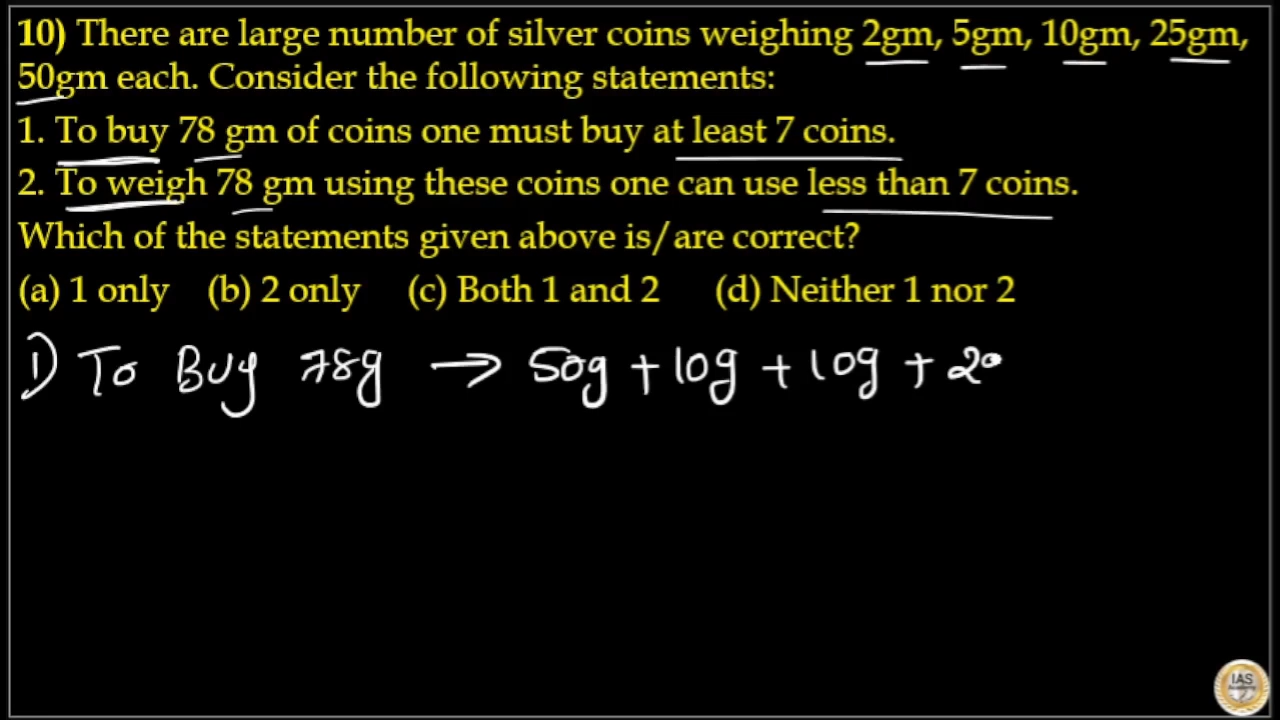 10) There are large number of silver coins weighing 2gm, 5gm, 10gm, 25gm,
50gm each. Consider the following statements:
1. To buy 78 gm of coins one must buy at least 7 coins.
2. To weigh 78 gm using these coins one can use less than 7 coins.
Which of the statements given above is/are correct?
(a) 1 only (b) 2 only (c) Both 1 and 2 (d) Neither 1 nor 2
1) To Buy 78g → 50g + 10g + 10g + 2
IAS
Academy